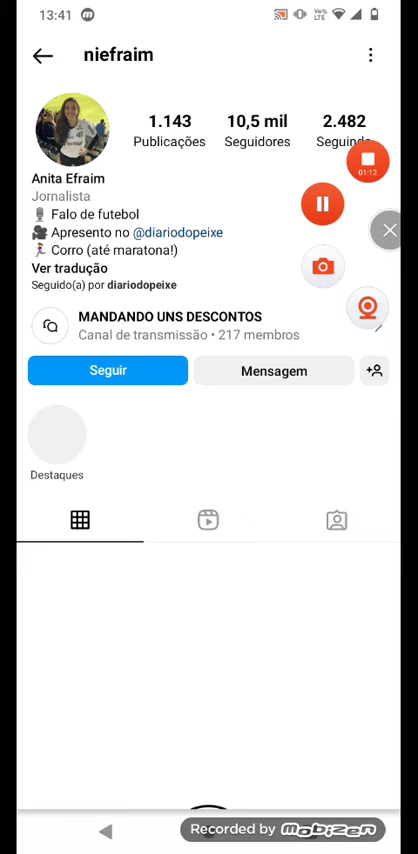 13:41
VoLTE
niefraim
1.143 10,5 mil 2.482
Publicações Seguidores Seguindo
01:12
Anita Efraim
Jornalista
🎙️ Falo de futebol
🎥 Apresento no @diariodopeixe
🏃‍♀️ Corro (até maratona!)
Ver tradução
Seguido(a) por diariodopeixe
MANDANDO UNS DESCONTOS
Canal de transmissão • 217 membros
Seguir Mensagem
Destaques
Recorded by mobizen